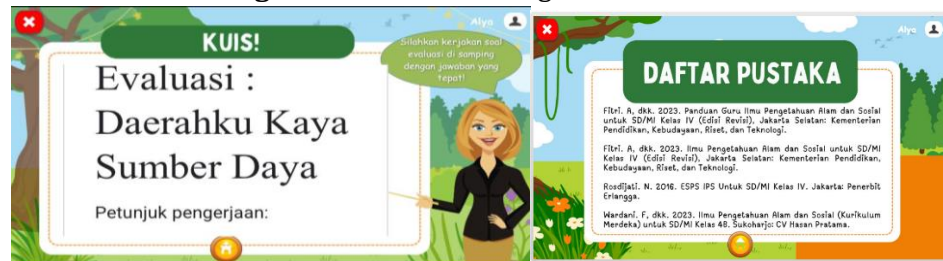 Alya
KUIS!
Silahkan kerjakan soal
evaluasi di samping
dengan jawaban yang
tepat!
Evaluasi :
Daerahku Kaya
Sumber Daya
Petunjuk pengerjaan:
Alya
DAFTAR PUSTAKA
Fitri. A, dkk. 2023. Panduan Guru Ilmu Pengetahuan Alam dan Sosial
untuk SD/MI Kelas IV (Edisi Revisi), Jakarta Selatan: Kementerian
Pendidikan, Kebudayaan, Riset, dan Teknologi.
Fitri. A, dkk. 2023. Ilmu Pengetahuan Alam dan Sosial untuk SD/MI
Kelas IV (Edisi Revisi), Jakarta Selatan: Kementerian Pendidikan,
Kebudayaan, Riset, dan Teknologi.
Rosdijati. N. 2016. ESPS IPS Untuk SD/MI Kelas IV. Jakarta: Penerbit
Erlangga.
Wardani. F, dkk. 2023. Ilmu Pengetahuan Alam dan Sosial (Kurikulum
Merdeka) untuk SD/MI Kelas 4B. Sukoharjo: CV Hasan Pratama.